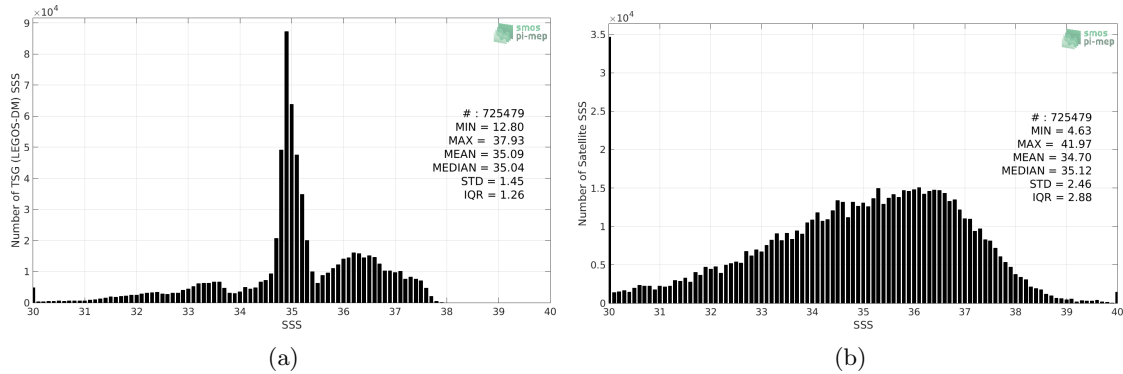 ×10⁴
9
8
7
6
5
4
3
2
1
0
Number of TSG (LEGOS-DM) SSS
smos
pi-mep
# : 725479
MIN = 12.80
MAX = 37.93
MEAN = 35.09
MEDIAN = 35.04
STD = 1.45
IQR = 1.26
30 31 32 33 34 35 36 37 38 39 40
SSS
(a)
×10⁴
3.5
3
2.5
2
1.5
1
0.5
0
Number of Satellite SSS
smos
pi-mep
# : 725479
MIN = 4.63
MAX = 41.97
MEAN = 34.70
MEDIAN = 35.12
STD = 2.46
IQR = 2.88
30 31 32 33 34 35 36 37 38 39 40
SSS
(b)